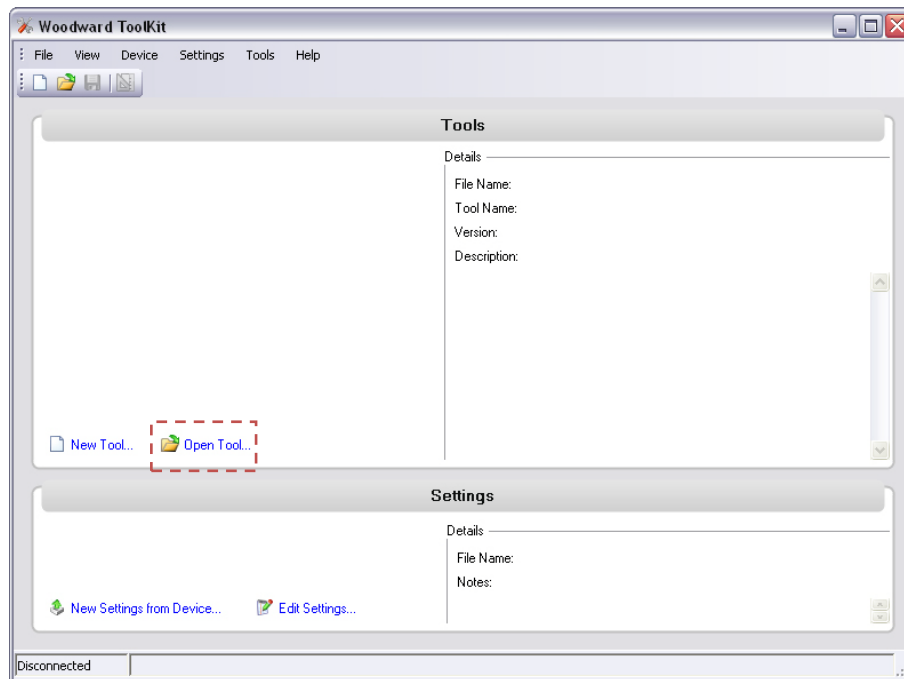 Woodward ToolKit
File View Device Settings Tools Help
Tools
Details
File Name:
Tool Name:
Version:
Description:
New Tool... Open Tool...
Settings
Details
File Name:
Notes:
New Settings from Device... Edit Settings...
Disconnected